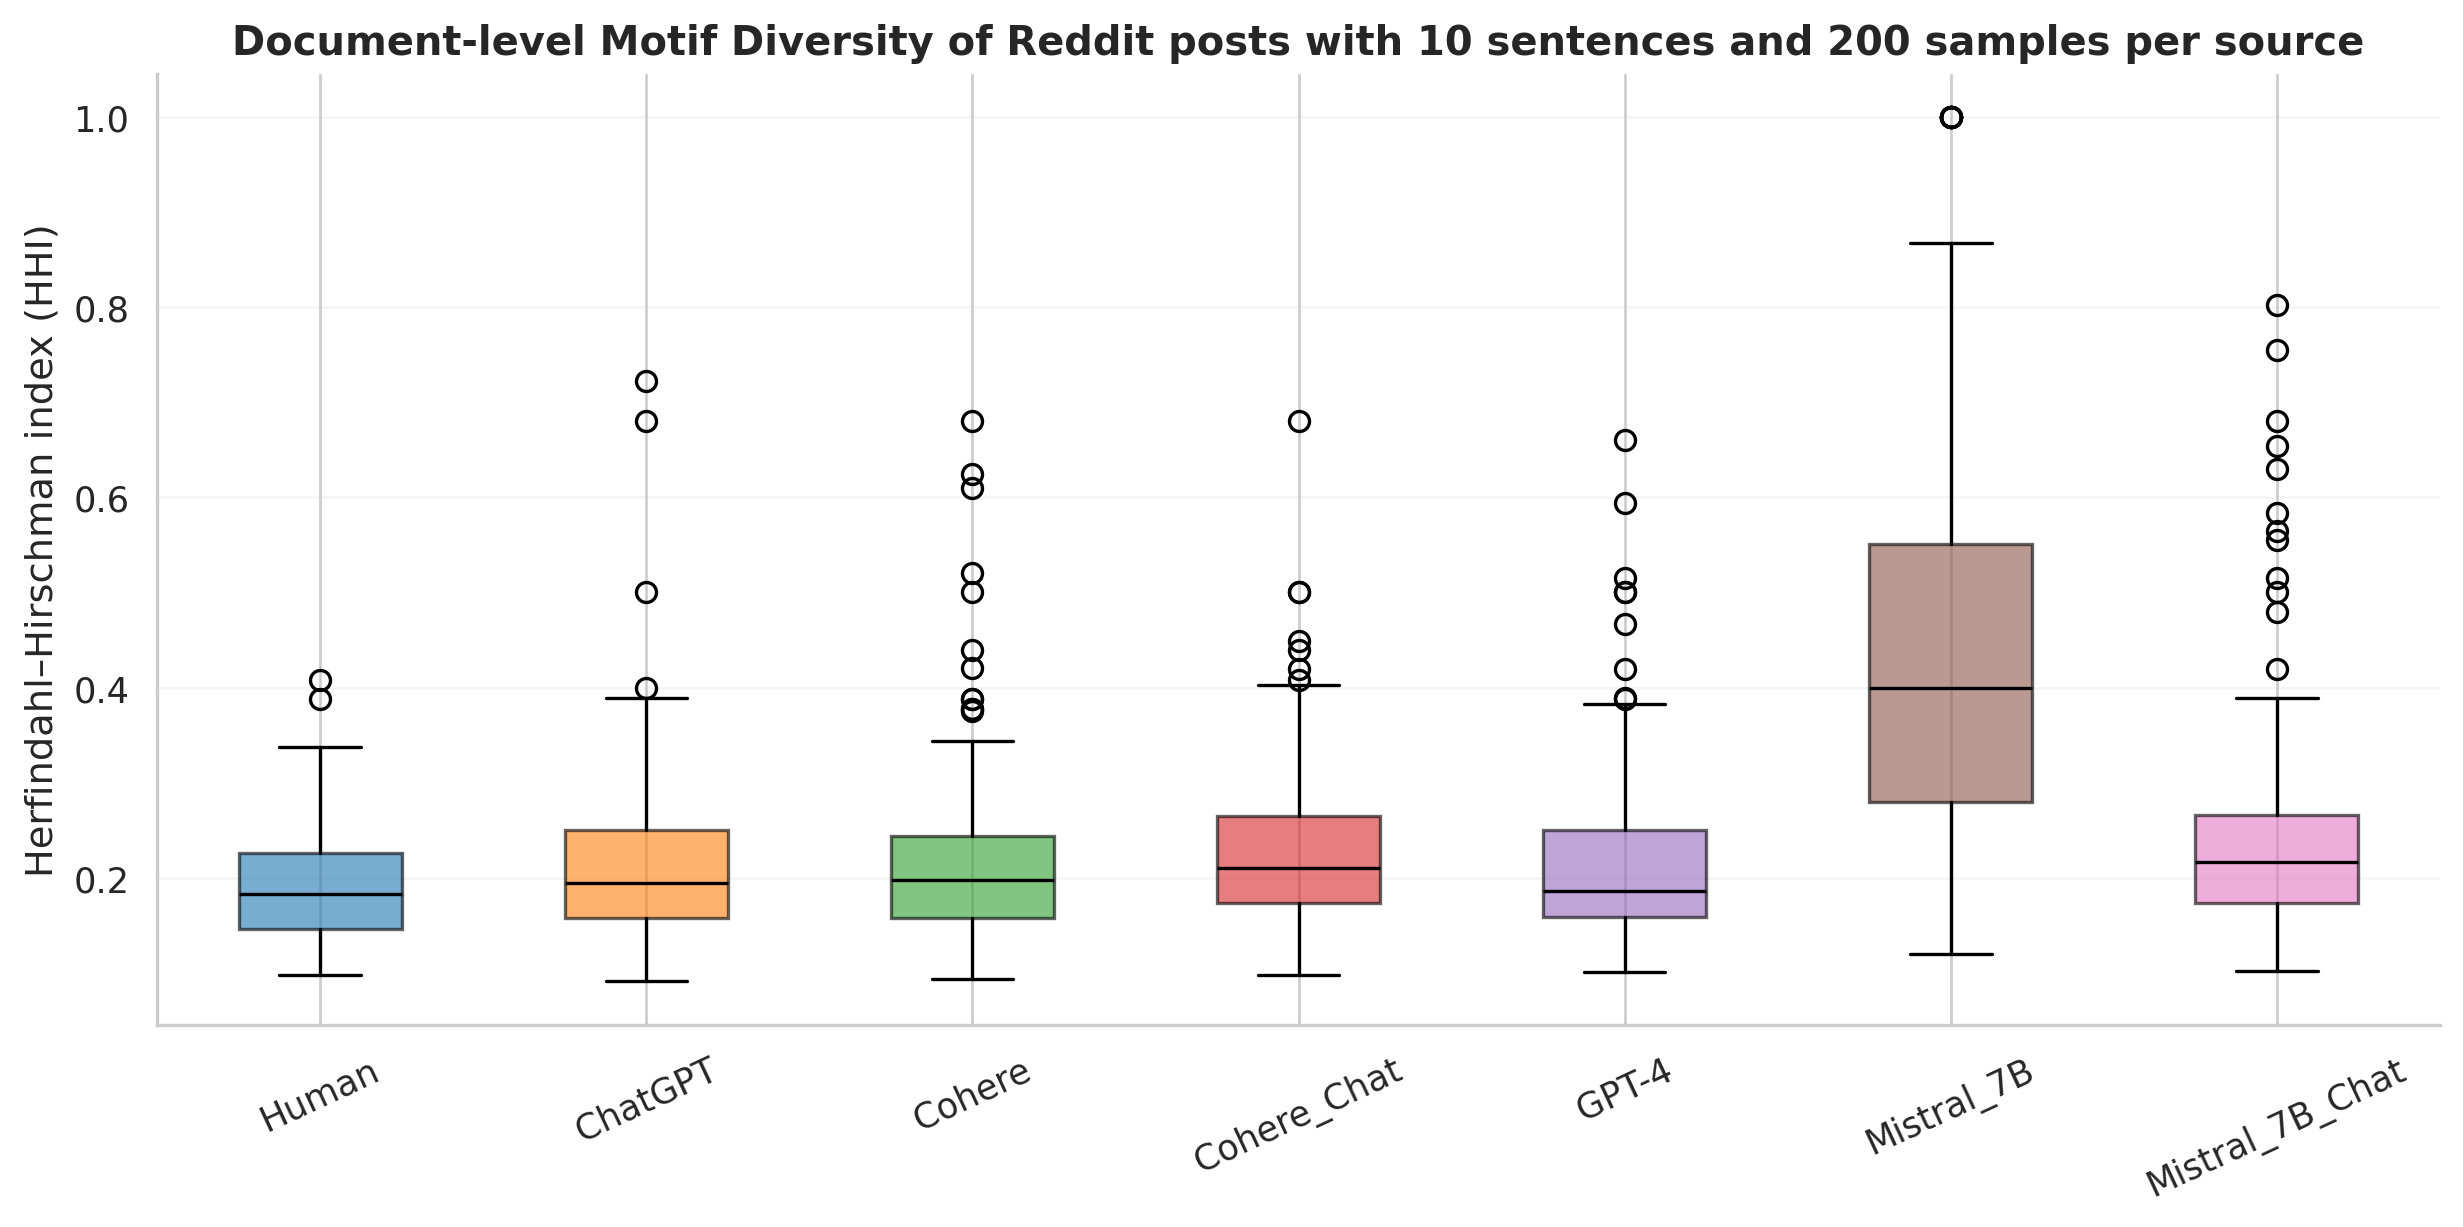 Document-level Motif Diversity of Reddit posts with 10 sentences and 200 samples per source
Herfindahl–Hirschman index (HHI)
1.0
0.8
0.6
0.4
0.2
Human
ChatGPT
Cohere
Cohere_Chat
GPT-4
Mistral_7B
Mistral_7B_Chat